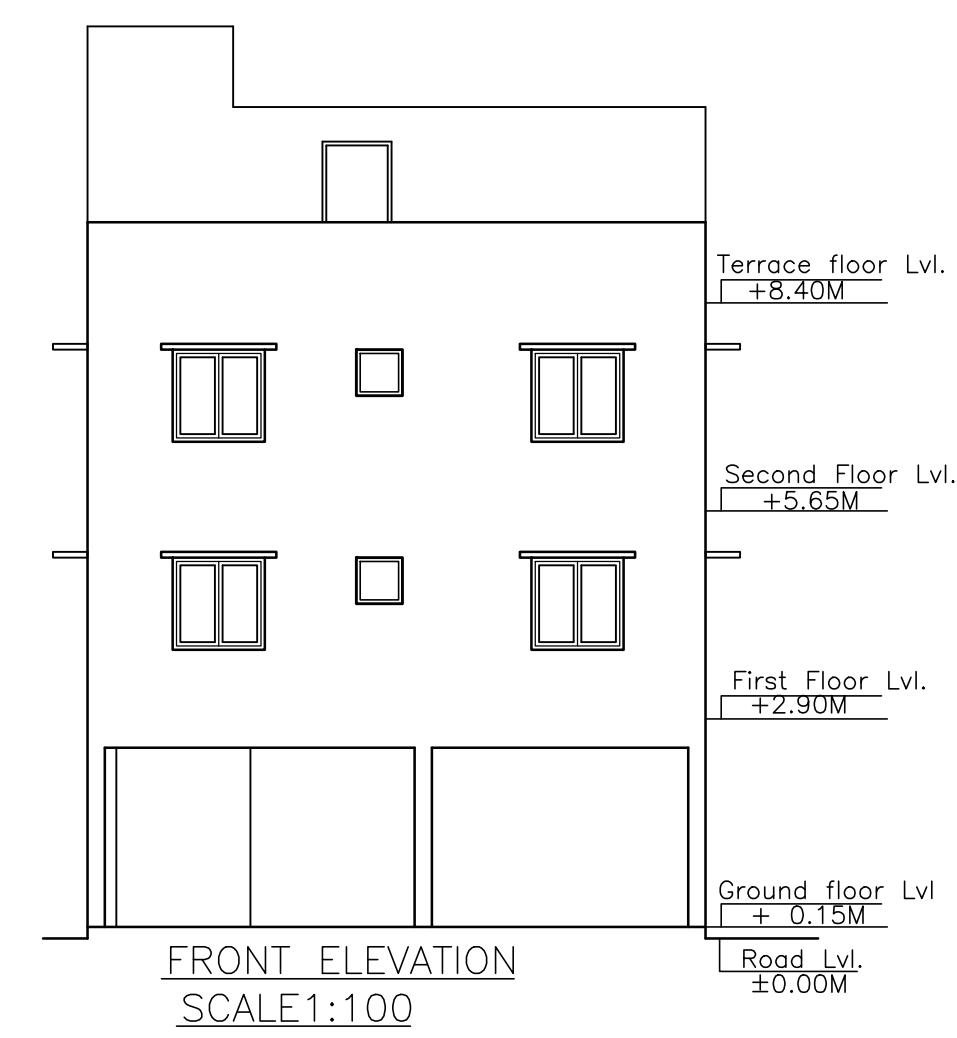 Terrace floor Lvl.
+8.40M
Second Floor Lvl.
+5.65M
First Floor Lvl.
+2.90M
Ground floor Lvl
+ 0.15M
Road Lvl.
±0.00M
FRONT ELEVATION
SCALE1:100